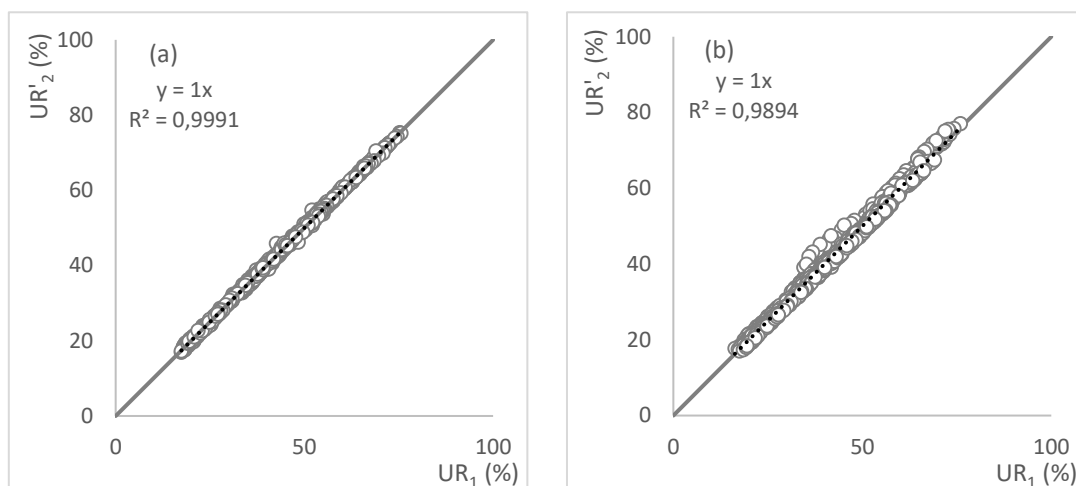 (a)
y = 1x
R² = 0,9991
UR'₂ (%)
100
80
60
40
20
0
0
50
100
UR₁ (%)
(b)
y = 1x
R² = 0,9894
UR'₂ (%)
100
80
60
40
20
0
0
50
100
UR₁ (%)